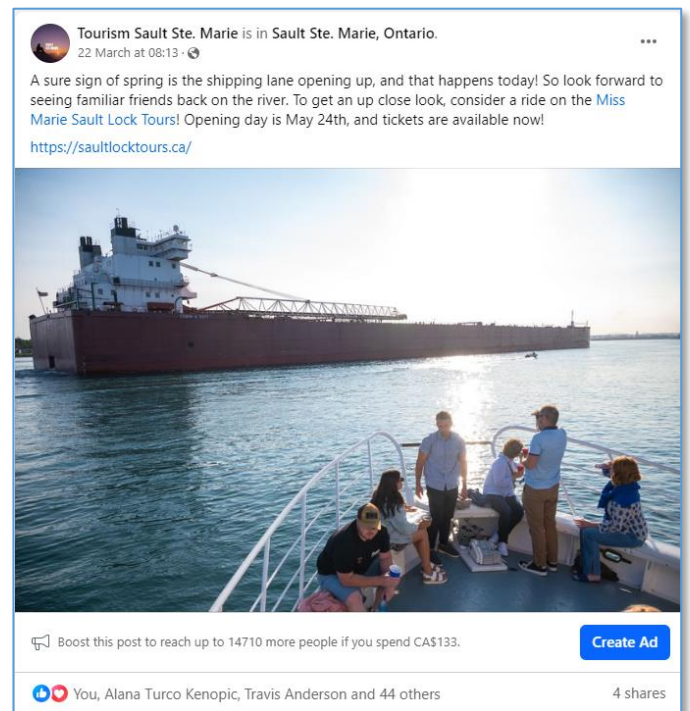 Tourism Sault Ste. Marie is in Sault Ste. Marie, Ontario.
22 March at 08:13 ·
A sure sign of spring is the shipping lane opening up, and that happens today! So look forward to
seeing familiar friends back on the river. To get an up close look, consider a ride on the Miss
Marie Sault Lock Tours! Opening day is May 24th, and tickets are available now!
https://saultlocktours.ca/
Boost this post to reach up to 14710 more people if you spend CA$133.
Create Ad
You, Alana Turco Kenopic, Travis Anderson and 44 others
4 shares